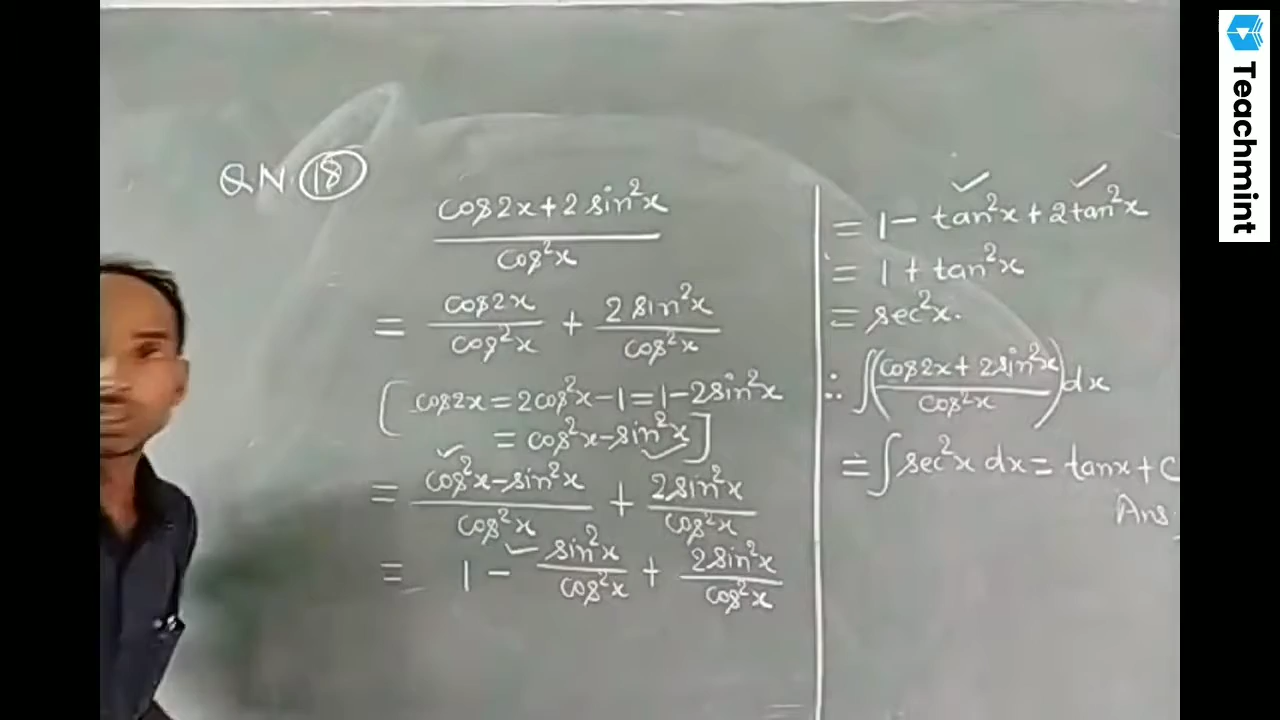 Q.N. 18
cos2x + 2 sin²x / cos²x
= cos2x / cos²x + 2 sin²x / cos²x
[ cos2x = 2cos²x - 1 = 1 - 2sin²x
= cos²x - sin²x ]
= cos²x - sin²x / cos²x + 2sin²x / cos²x
= 1 - sin²x / cos²x + 2sin²x / cos²x
= 1 - tan²x + 2tan²x
= 1 + tan²x
= sec²x.
∴ ∫(cos2x + 2sin²x / cos²x) dx
= ∫ sec²x dx = tanx + C
Ans.
Teachmint